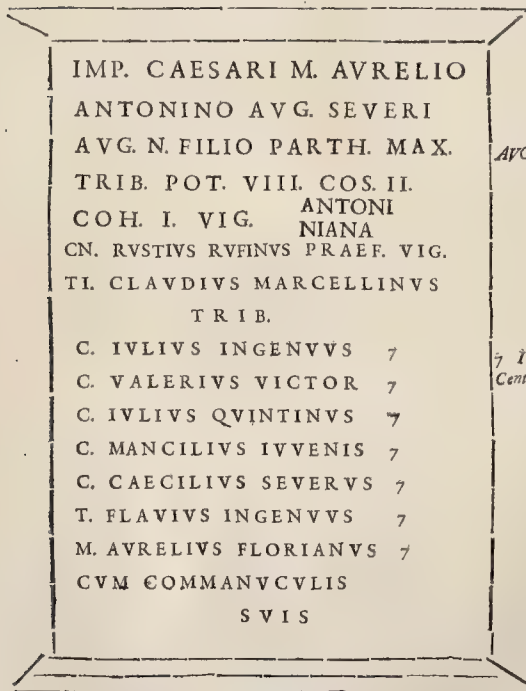 IMP. CAESARI M. AVRELIO
ANTONINO AVG. SEVERI
AVG. N. FILIO PARTH. MAX.
TRIB. POT. VIII. COS. II.
COH. I. VIG. ANTONI
NIANA
CN. RVSTIVS RVFINVS PRAEF. VIG.
TI. CLAVDIVS MARCELLINVS
TRIB.
C. IVLIVS INGENVVS 7
C. VALERIVS VICTOR 7
C. IVLIVS QVINTINVS 7
C. MANCILIVS IVVENIS 7
C. CAECILIVS SEVERVS 7
T. FLAVIVS INGENVVS 7
M. AVRELIVS FLORIANVS 7
CVM COMMANVCVLIS
SVIS
7